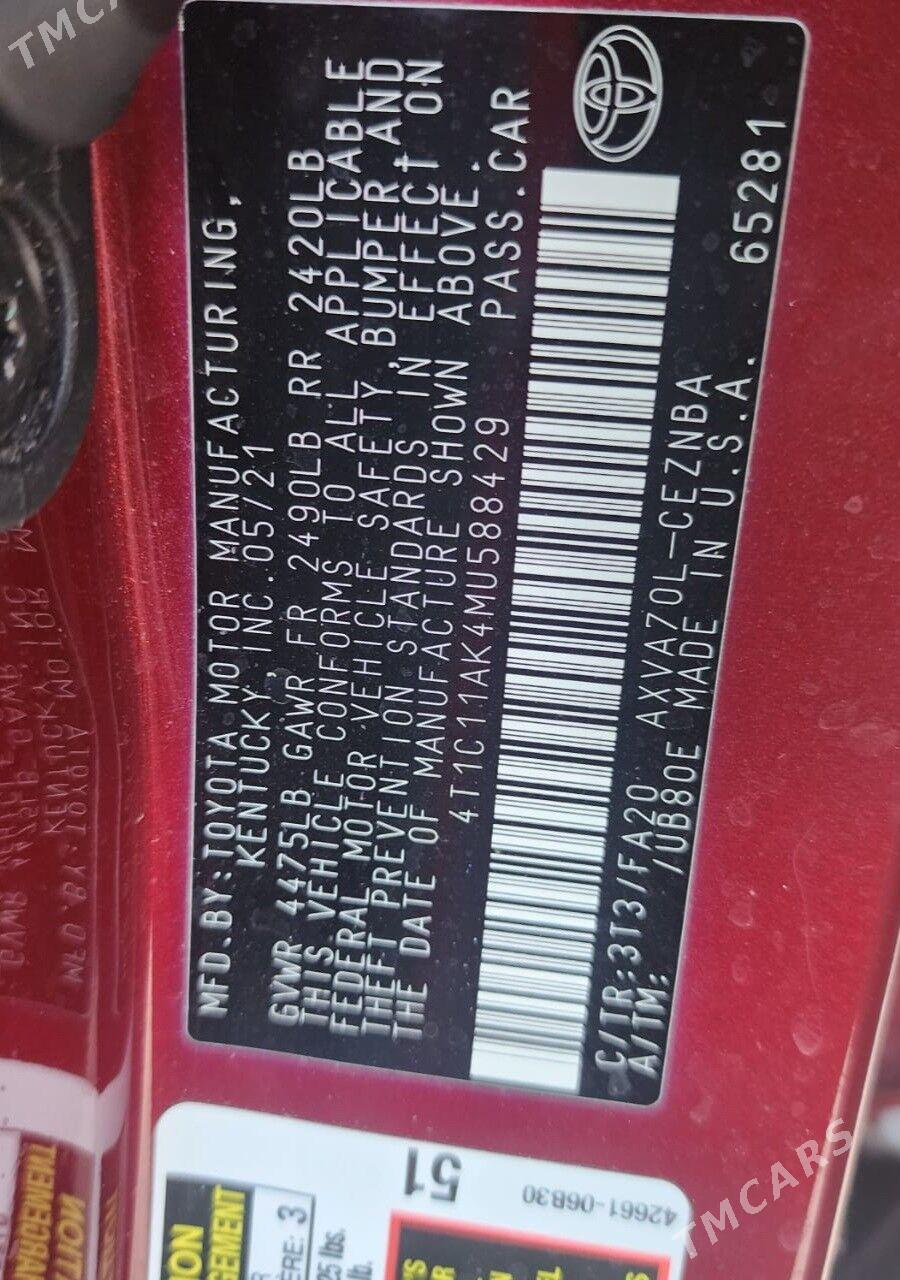 MFD.BY:TOYOTA MOTOR MANUFACTURING,
KENTUCKY, INC.05/21
GVWR 4475LB GAWR FR 2490LB RR 2420LB
THIS VEHICLE CONFORMS TO ALL APPLICABLE
FEDERAL MOTOR VEHICLE SAFETY,BUMPER AND
THEFT PREVENTION STANDARDS IN EFFECT ON
THE DATE OF MANUFACTURE SHOWN ABOVE.
4T1C11AK4MU588429 PASS.CAR
C/TR:3T3/FA20 AXVA70L-CEZNBA
A/TM: /UB80E MADE IN U.S.A. 65281
51
42661-06B30
3
TMCARS